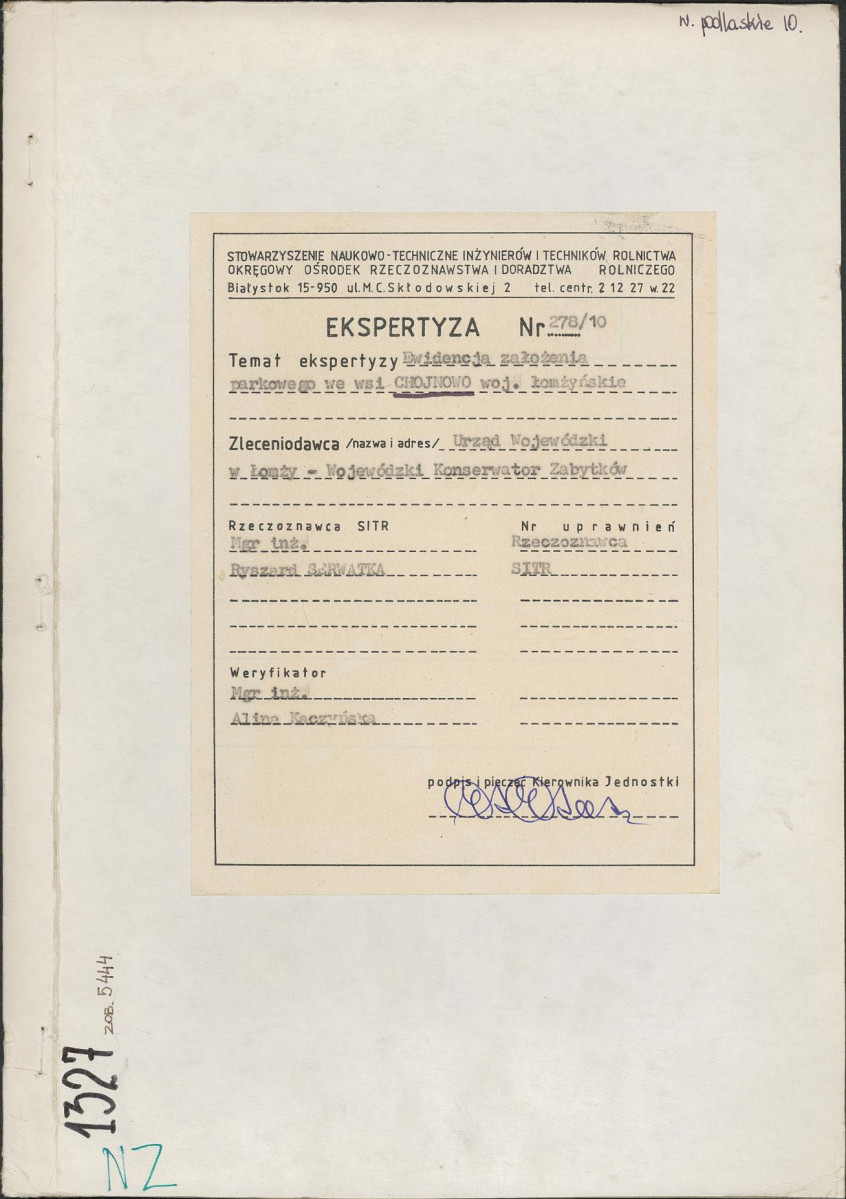 w. podlaskie 10.
STOWARZYSZENIE NAUKOWO-TECHNICZNE INŻYNIERÓW I TECHNIKÓW ROLNICTWA
OKRĘGOWY OŚRODEK RZECZOZNAWSTWA I DORADZTWA ROLNICZEGO
Białystok 15-950 ul. M.C. Skłodowskiej 2 tel. centr. 2 12 27 w. 22
EKSPERTYZA Nr 278/10
Temat ekspertyzy Ewidencja założenia
parkowego we wsi CHOJNOWO woj. łomżyńskie
Zleceniodawca /nazwa i adres/ Urząd Wojewódzki
w Łomży - Wojewódzki Konserwator Zabytków
Rzeczoznawca SITR Nr uprawnień
Mgr inż. Rzeczoznawca
Ryszard SERWATKA SITR
Weryfikator
Mgr inż.
Alina Kaczyńska
podpis i pieczęć Kierownika Jednostki
ZOB. 5444
1327
NZ